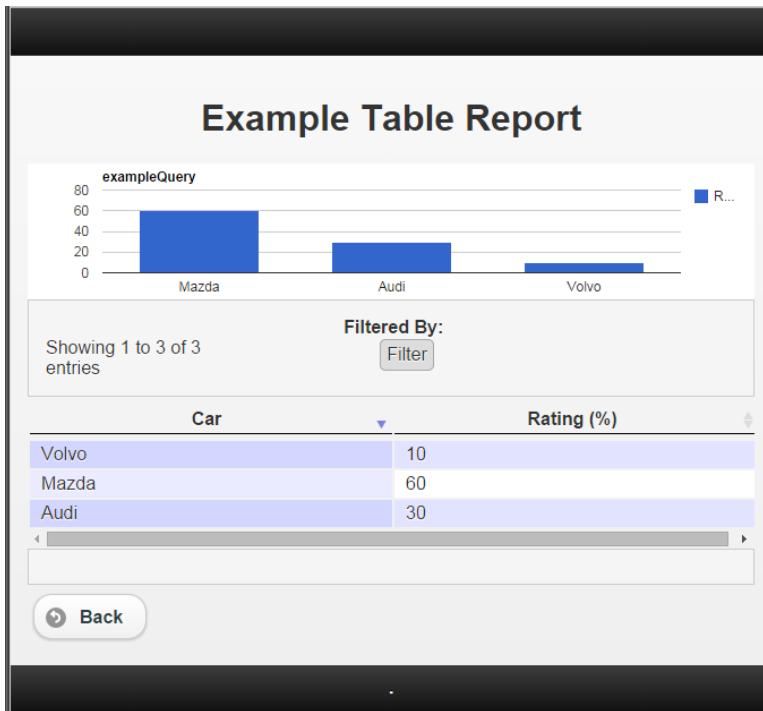 Example Table Report
exampleQuery
80
60
40
20
0
R...
Mazda Audi Volvo
Filtered By:
Showing 1 to 3 of 3
entries
Filter
Car Rating (%)
Volvo 10
Mazda 60
Audi 30
Back
.